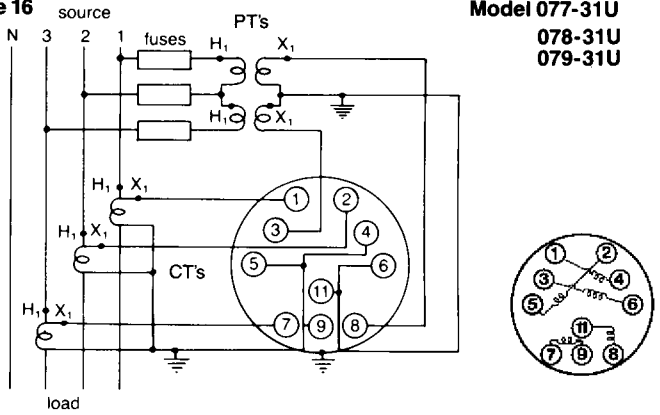 e 16
source
PT's
Model 077-31U
078-31U
079-31U
N 3 2 1
fuses
H1 X1
H1 X1
H1 X1
H1 X1
H1 X1
CT's
1 2
3 4
5 6
11
7 9 8
1 2
3 4
5 6
11
7 9 8
load